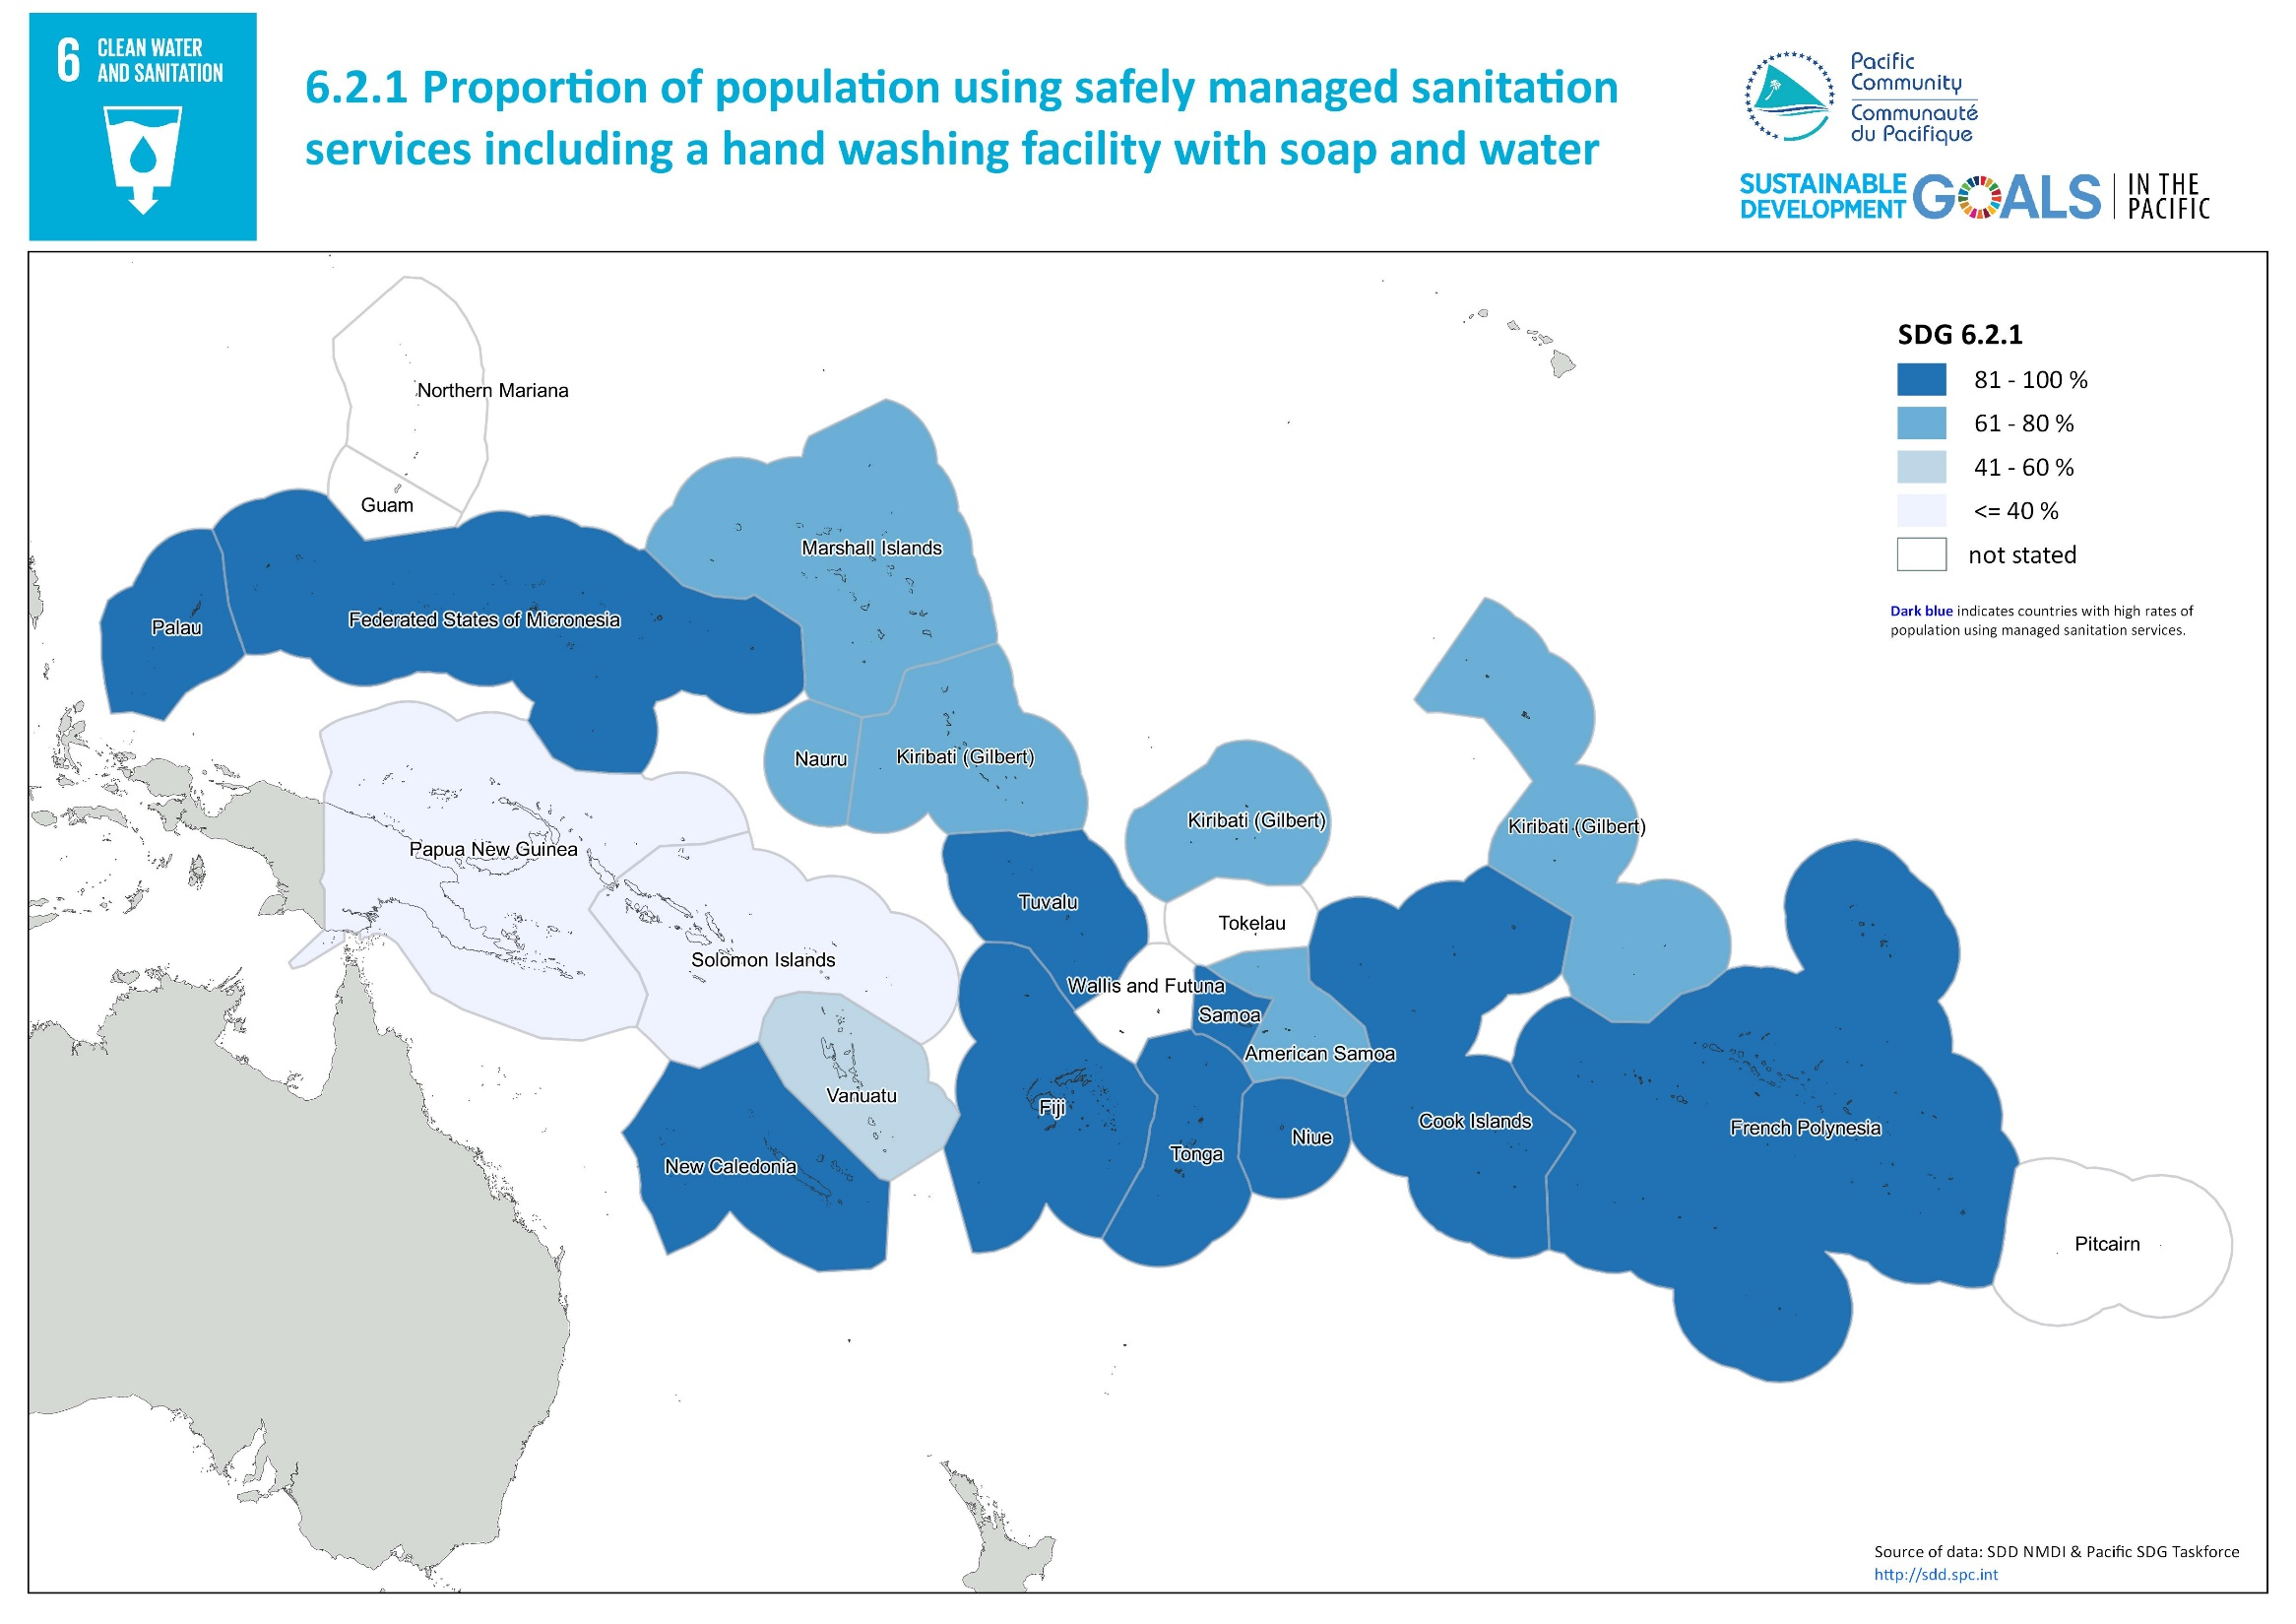 6 CLEAN WATER
AND SANITATION
6.2.1 Proportion of population using safely managed sanitation
services including a hand washing facility with soap and water
Pacific
Community
Communauté
du Pacifique
SUSTAINABLE
DEVELOPMENT
GOALS
IN THE
PACIFIC
SDG 6.2.1
81 - 100 %
61 - 80 %
41 - 60 %
<= 40 %
not stated
Dark blue indicates countries with high rates of
population using managed sanitation services.
Northern Mariana
Guam
Marshall Islands
Palau
Federated States of Micronesia
Nauru
Kiribati (Gilbert)
Kiribati (Gilbert)
Kiribati (Gilbert)
Papua New Guinea
Tuvalu
Tokelau
Solomon Islands
Wallis and Futuna
Samoa
American Samoa
Vanuatu
Fiji
Cook Islands
French Polynesia
Niue
Tonga
New Caledonia
Pitcairn
Source of data: SDD NMDI & Pacific SDG Taskforce
http://sdd.spc.int